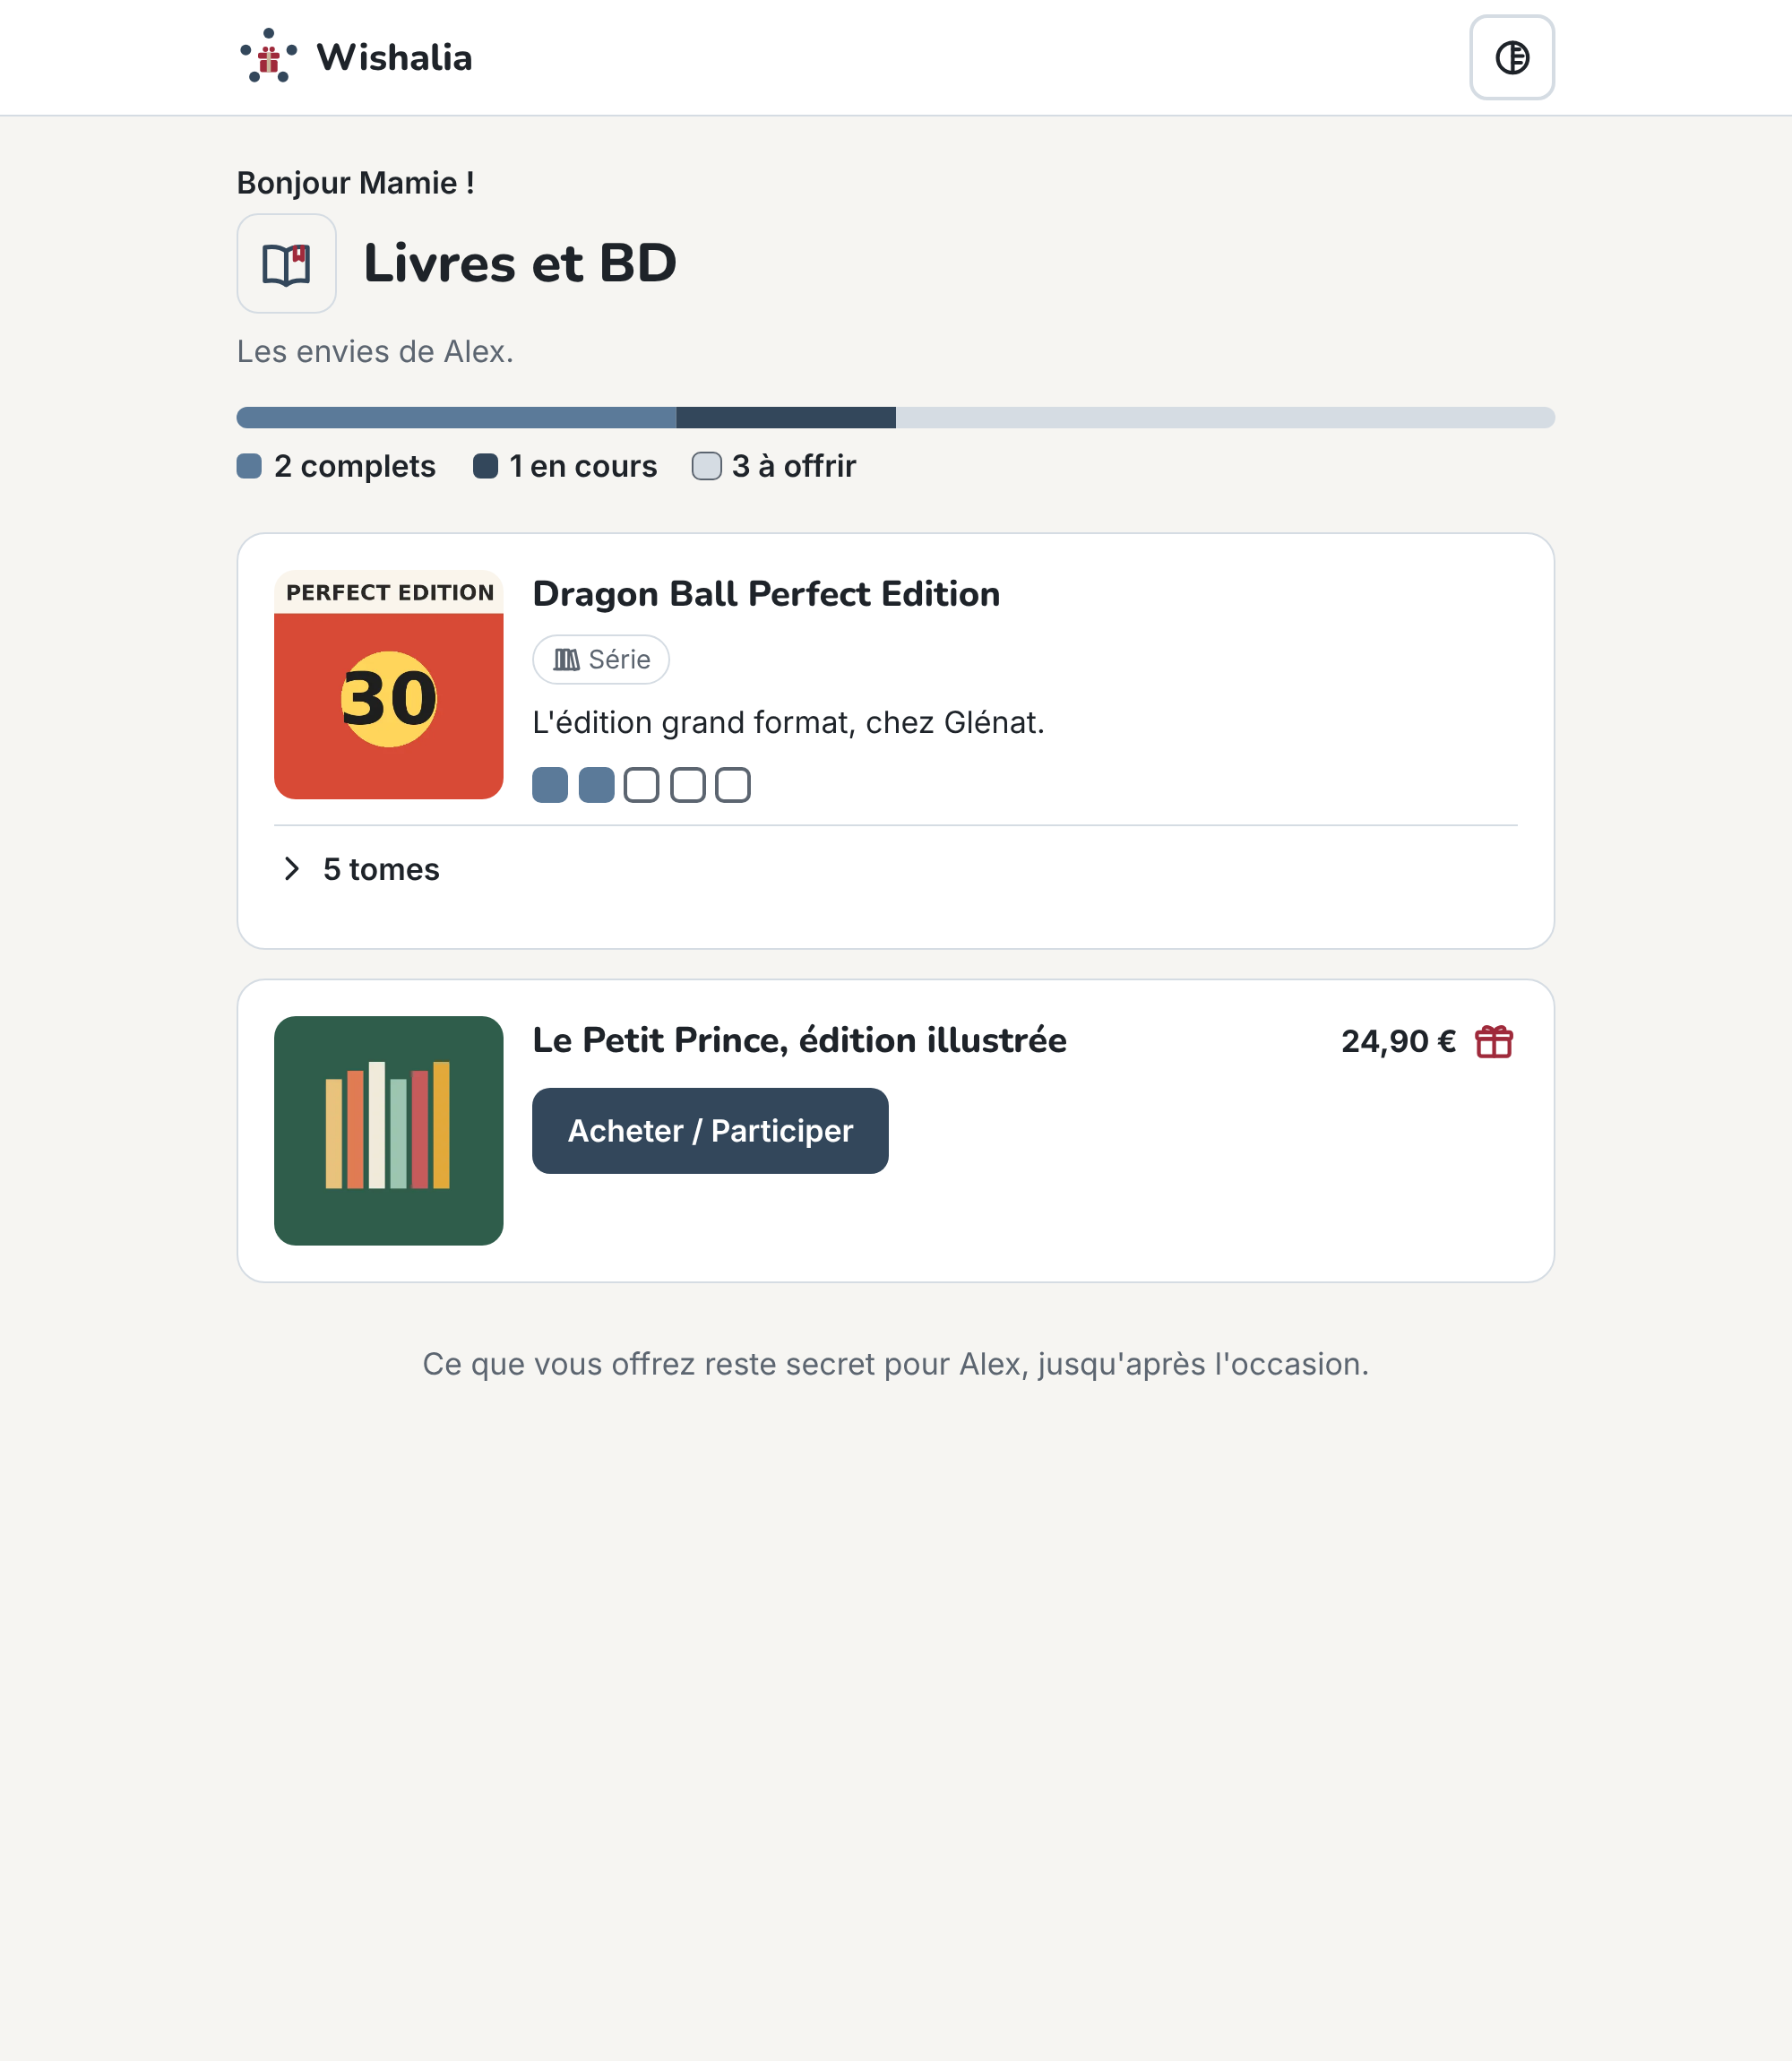 Wishalia
Bonjour Mamie !
Livres et BD
Les envies de Alex.
2 complets 1 en cours 3 à offrir
PERFECT EDITION
30
Dragon Ball Perfect Edition
Série
L'édition grand format, chez Glénat.
5 tomes
Le Petit Prince, édition illustrée 24,90 €
Acheter / Participer
Ce que vous offrez reste secret pour Alex, jusqu'après l'occasion.